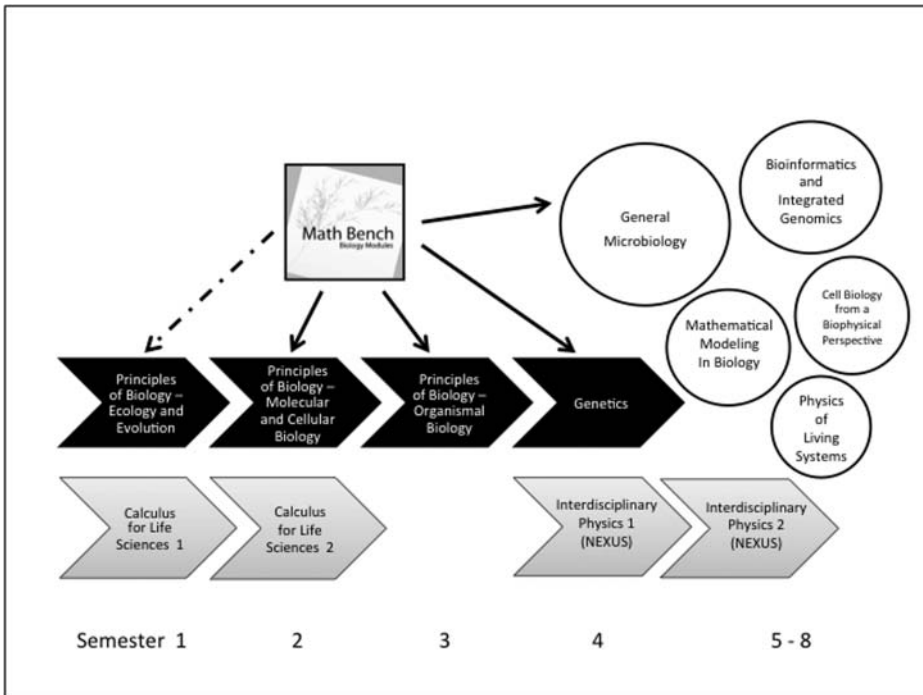 Math Bench
Biology Modules
General
Microbiology
Bioinformatics
and
Integrated
Genomics
Mathematical
Modeling
In Biology
Cell Biology
from a
Biophysical
Perspective
Physics
of
Living
Systems
Principles
of Biology –
Ecology and
Evolution
Principles
of Biology –
Molecular
and Cellular
Biology
Principles
of Biology –
Organismal
Biology
Genetics
Calculus
for Life
Sciences 1
Calculus
for Life
Sciences 2
Interdisciplinary
Physics 1
(NEXUS)
Interdisciplinary
Physics 2
(NEXUS)
Semester 1 2 3 4 5 - 8